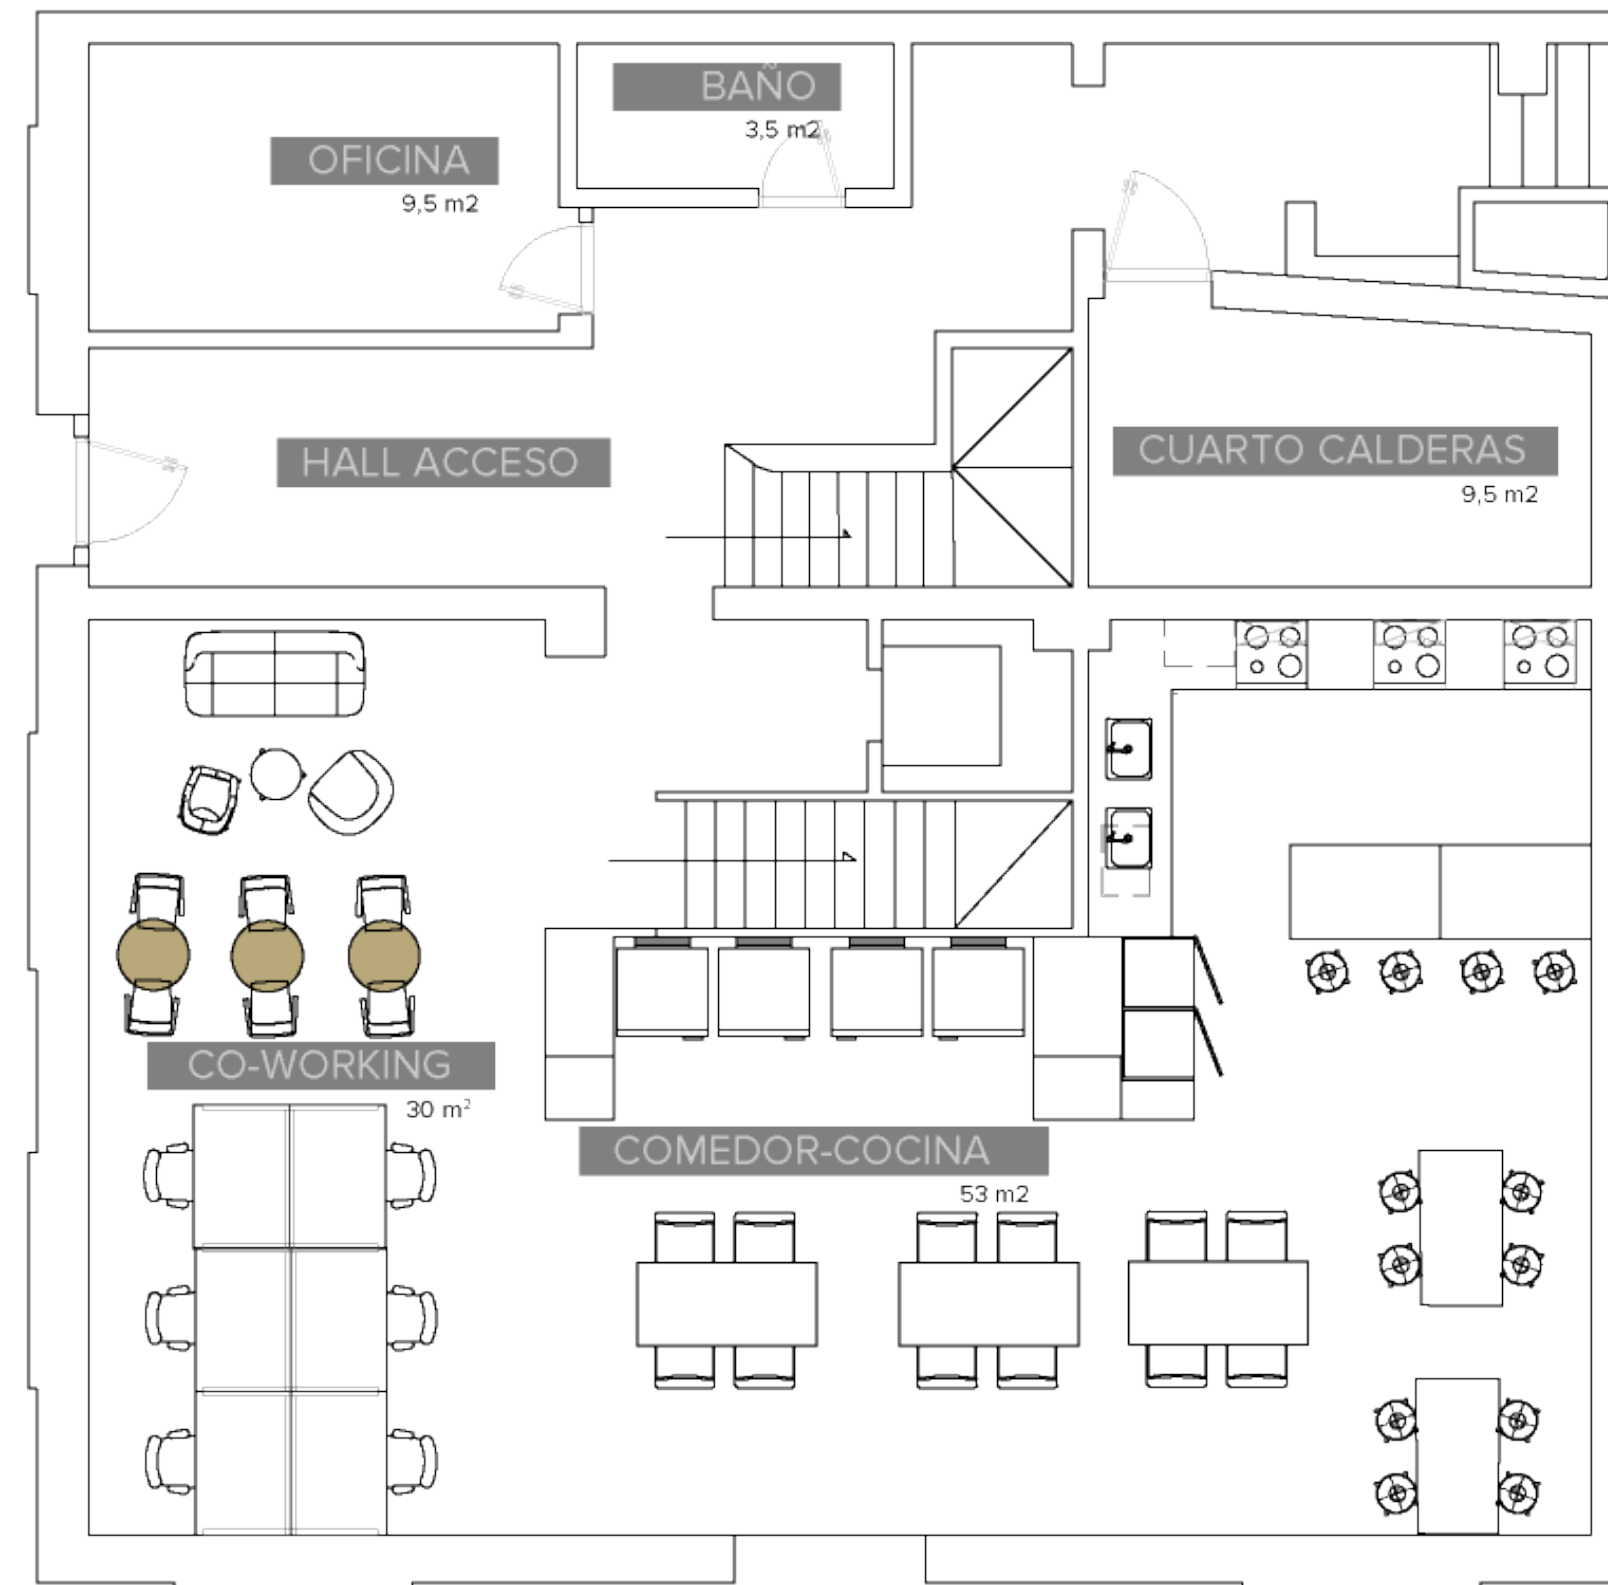 BAÑO
3,5 m2
OFICINA
9,5 m2
HALL ACCESO
CUARTO CALDERAS
9,5 m2
CO-WORKING
30 m²
COMEDOR-COCINA
53 m2